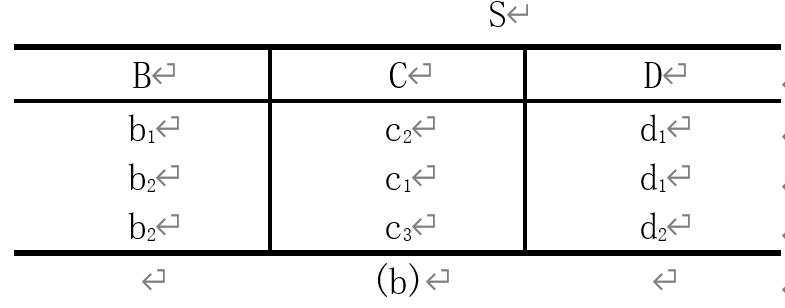 S
B C D
b₁ c₂ d₁
b₂ c₁ d₁
b₂ c₃ d₂
(b)